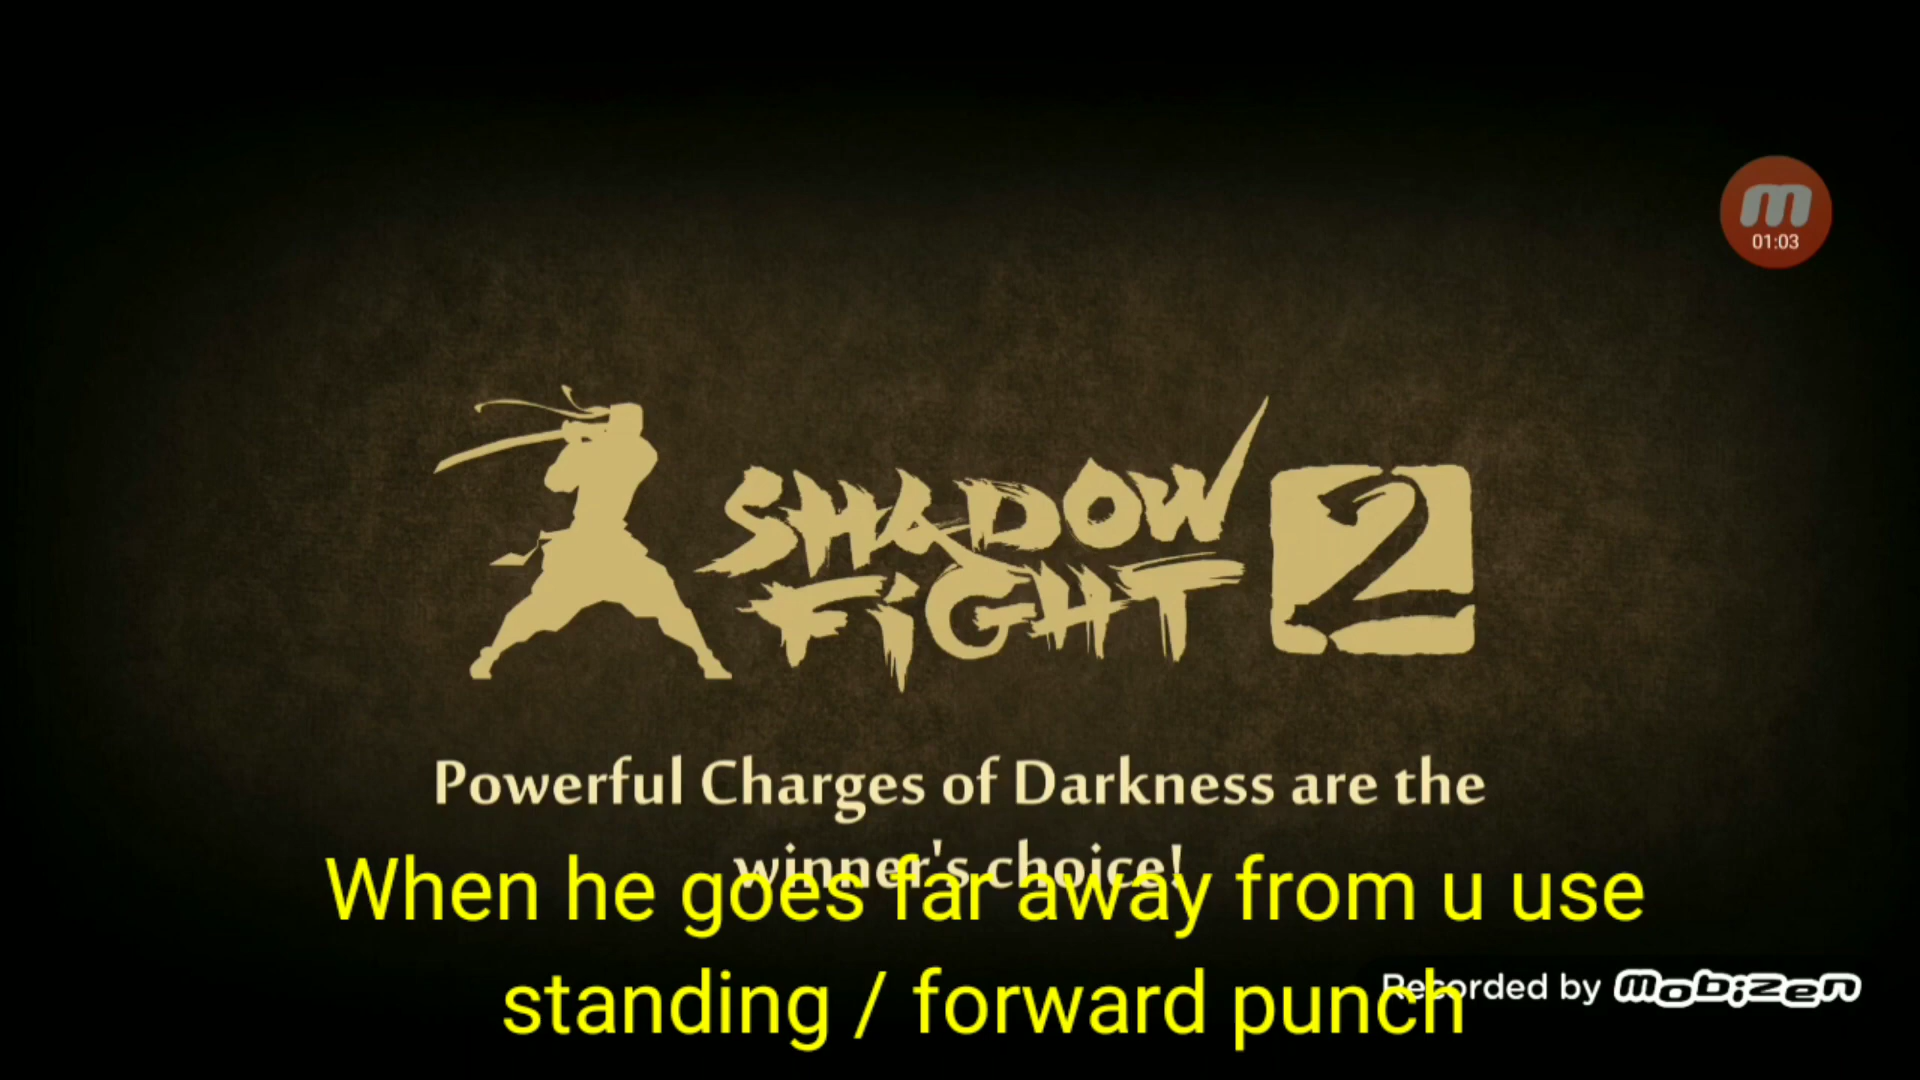 m
01:03
SHADOW
FiGHT 2
Powerful Charges of Darkness are the
winner's choice!
When he goes far away from u use
standing / forward punch
Recorded by mobizen